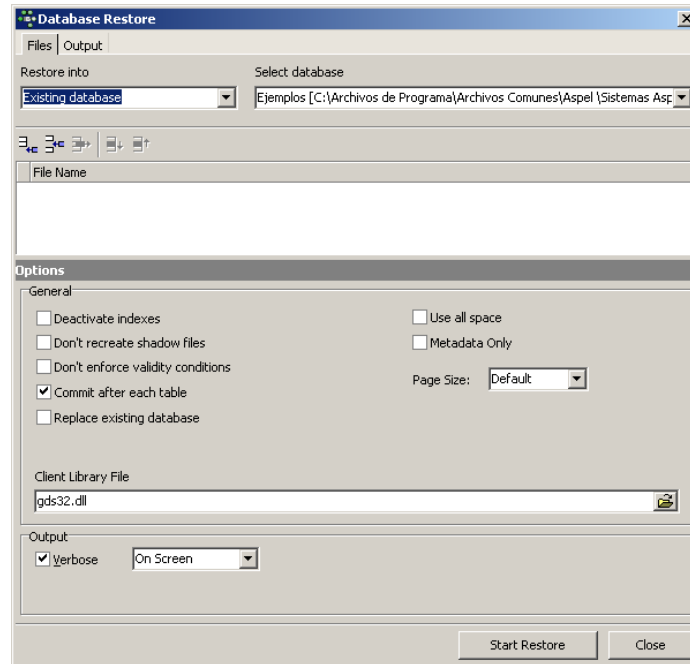 Database Restore
Files Output
Restore into Select database
Existing database Ejemplos [C:\Archivos de Programa\Archivos Comunes\Aspel \Sistemas Asp
File Name
Options
General
Deactivate indexes Use all space
Don't recreate shadow files Metadata Only
Don't enforce validity conditions
Page Size: Default
Commit after each table
Replace existing database
Client Library File
gds32.dll
Output
Verbose On Screen
Start Restore Close